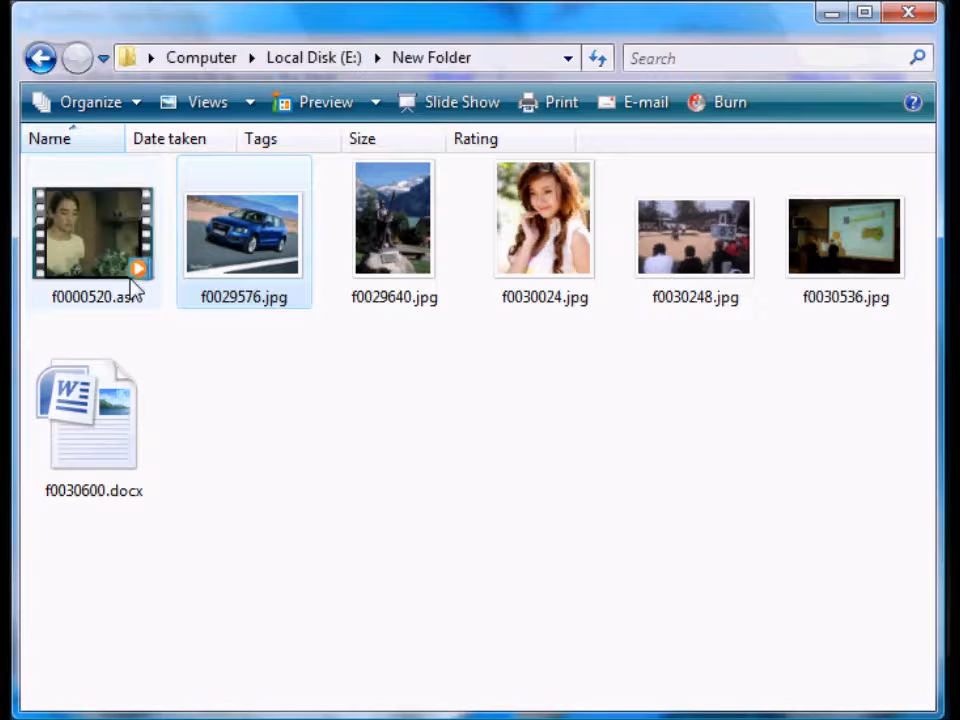 Computer Local Disk (E:) New Folder Search
Organize Views Preview Slide Show Print E-mail Burn
Name Date taken Tags Size Rating
f0029576.jpg f0029640.jpg f0030024.jpg f0030248.jpg f0030536.jpg
f0030600.docx